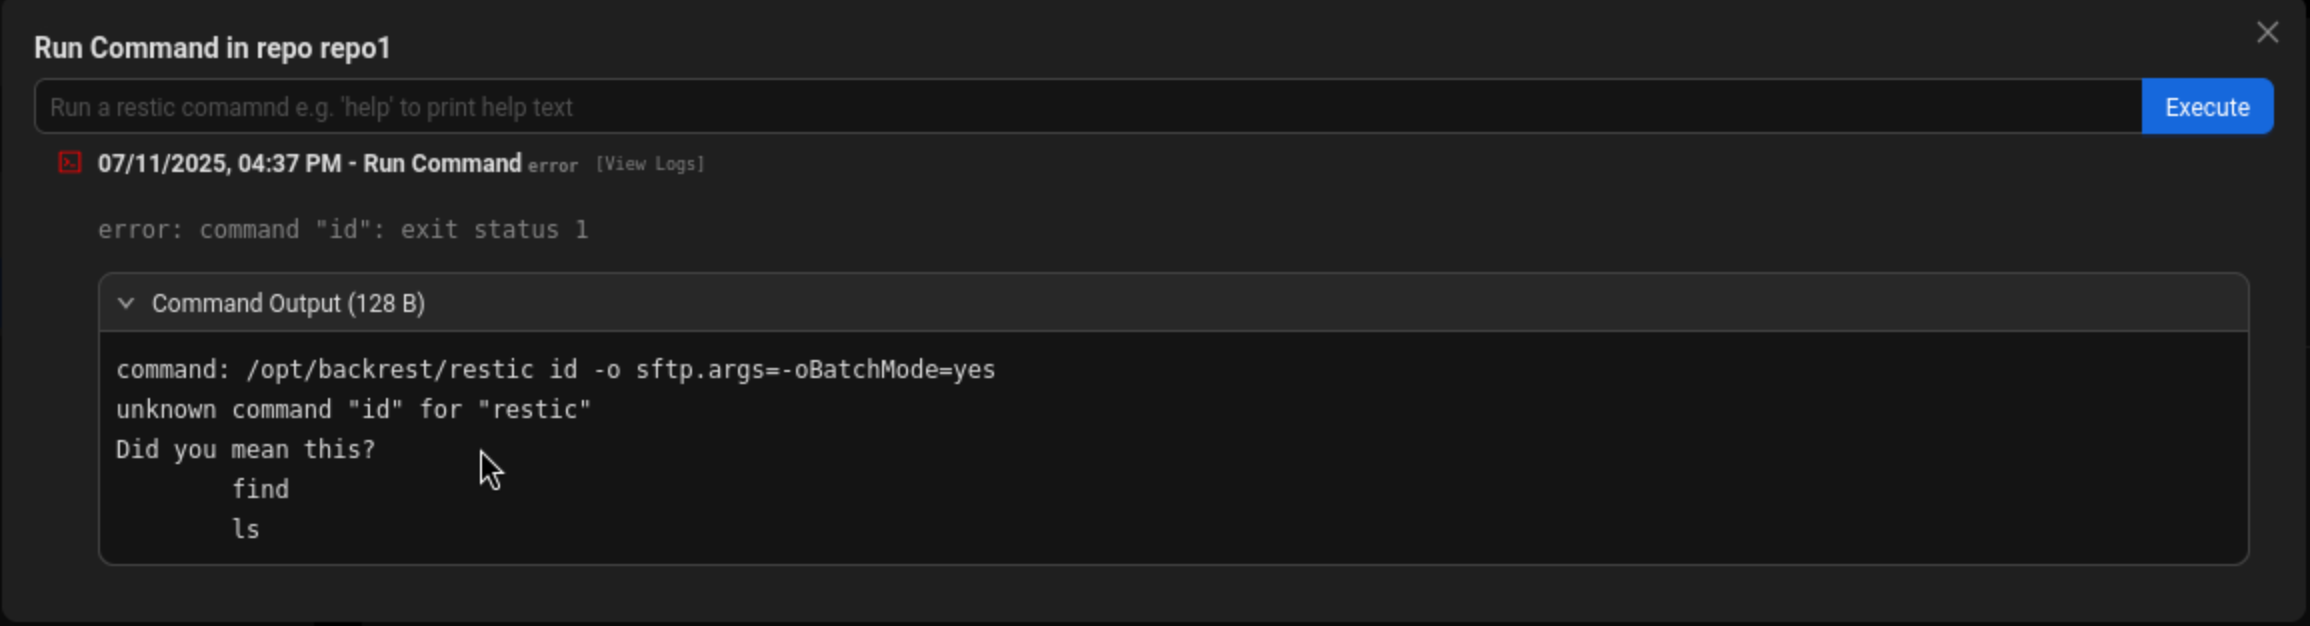 Run Command in repo repo1
Run a restic comamnd e.g. 'help' to print help text
Execute
07/11/2025, 04:37 PM - Run Command error [View Logs]
error: command "id": exit status 1
Command Output (128 B)
command: /opt/backrest/restic id -o sftp.args=-oBatchMode=yes
unknown command "id" for "restic"
Did you mean this?
find
ls